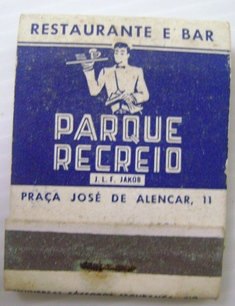 RESTAURANTE E BAR
PARQUE
RECREIO
J. L. F. JAKOB
PRAÇA JOSÉ DE ALENCAR, 11